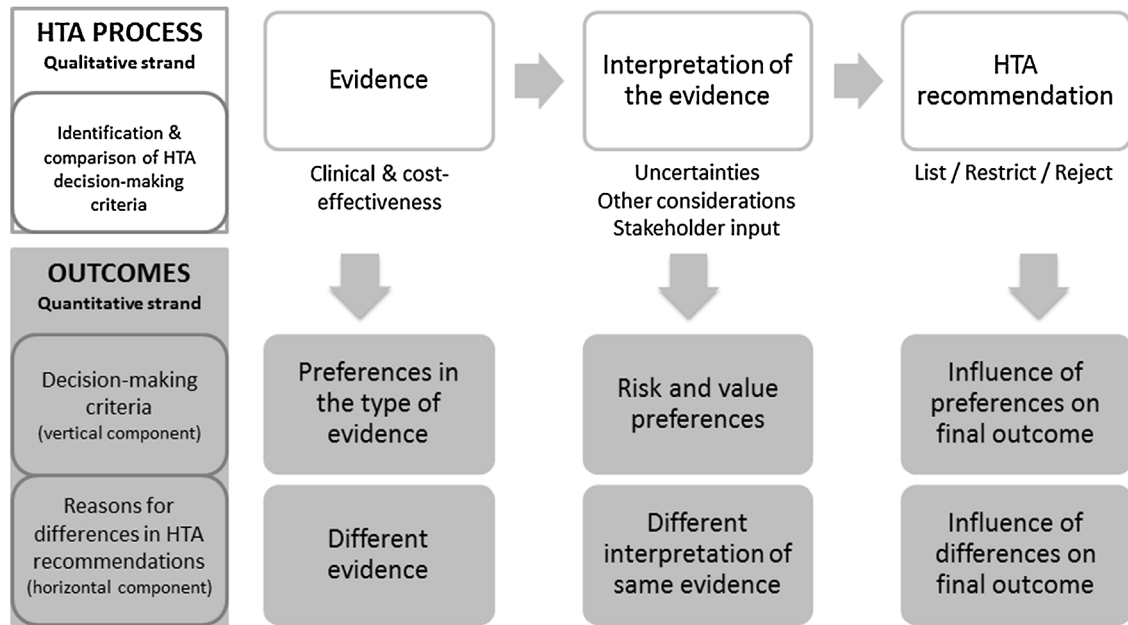 HTA PROCESS
Qualitative strand
Identification &
comparison of HTA
decision-making
criteria
Evidence
Clinical & cost-
effectiveness
Interpretation of
the evidence
Uncertainties
Other considerations
Stakeholder input
HTA
recommendation
List / Restrict / Reject
OUTCOMES
Quantitative strand
Decision-making
criteria
(vertical component)
Preferences in
the type of
evidence
Risk and value
preferences
Influence of
preferences on
final outcome
Reasons for
differences in HTA
recommendations
(horizontal component)
Different
evidence
Different
interpretation of
same evidence
Influence of
differences on
final outcome